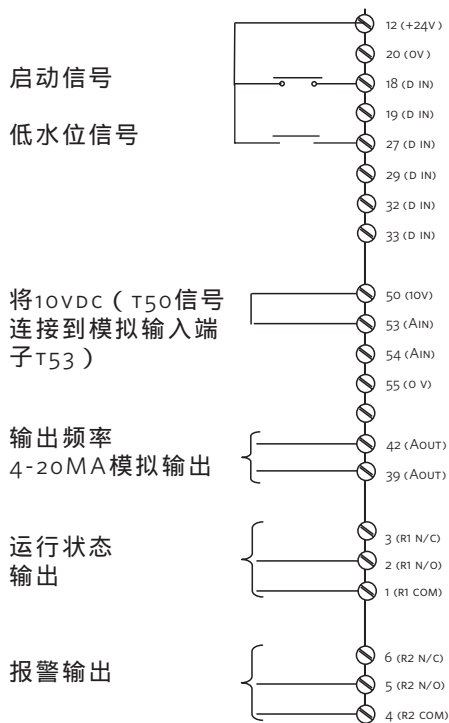 12 (+24V)
20 (0V)
启动信号
18 (D IN)
19 (D IN)
低水位信号
27 (D IN)
29 (D IN)
32 (D IN)
33 (D IN)
将10VDC（T50信号
连接到模拟输入端
子T53）
50 (10V)
53 (AIN)
54 (AIN)
55 (0 V)
输出频率
4-20MA模拟输出
42 (AOUT)
39 (AOUT)
运行状态
输出
3 (R1 N/C)
2 (R1 N/O)
1 (R1 COM)
报警输出
6 (R2 N/C)
5 (R2 N/O)
4 (R2 COM)